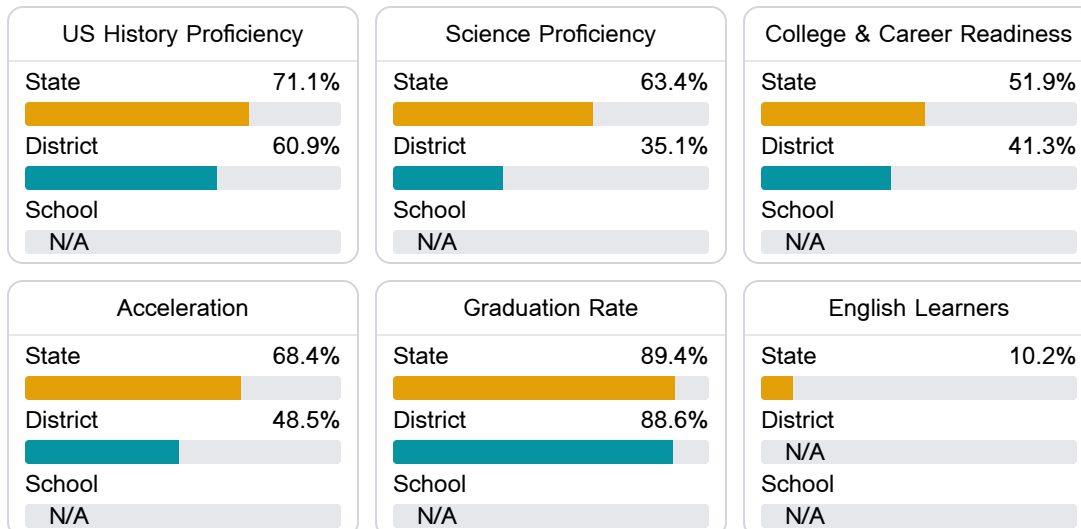 US History Proficiency
State 71.1%
District 60.9%
School
N/A
Science Proficiency
State 63.4%
District 35.1%
School
N/A
College & Career Readiness
State 51.9%
District 41.3%
School
N/A
Acceleration
State 68.4%
District 48.5%
School
N/A
Graduation Rate
State 89.4%
District 88.6%
School
N/A
English Learners
State 10.2%
District
N/A
School
N/A